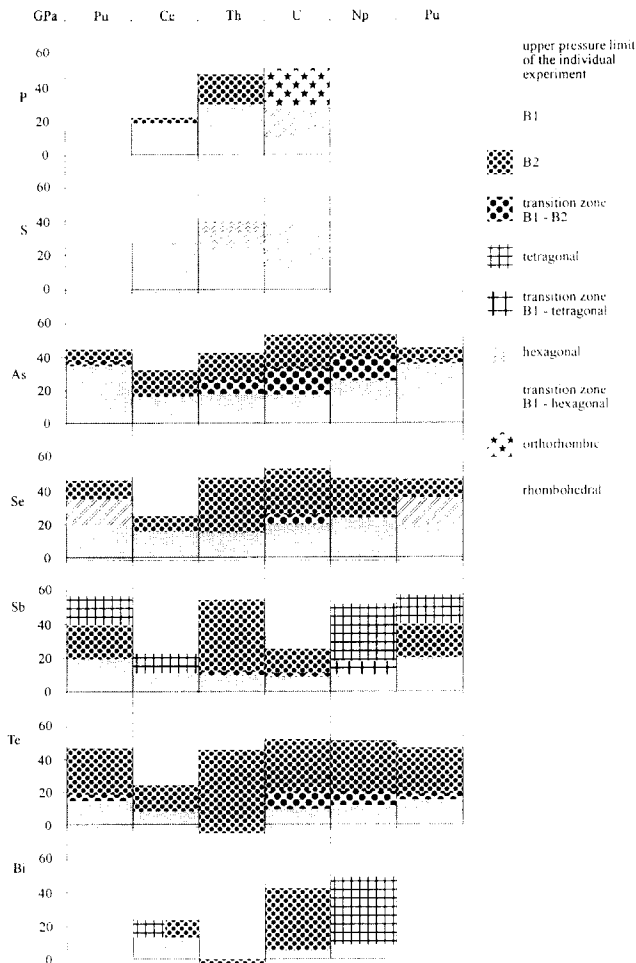 GPa Pu Ce Th U Np Pu
60
40
P
20
0
60
40
S
20
0
60
40
As
20
0
60
40
Se
20
0
60
Sb
40
20
0
60
Te
40
20
0
60
Bi
40
20
0
upper pressure limit
of the individual
experiment
B1
B2
transition zone
B1 - B2
tetragonal
transition zone
B1 - tetragonal
hexagonal
transition zone
B1 - hexagonal
orthorhombic
rhombohedral